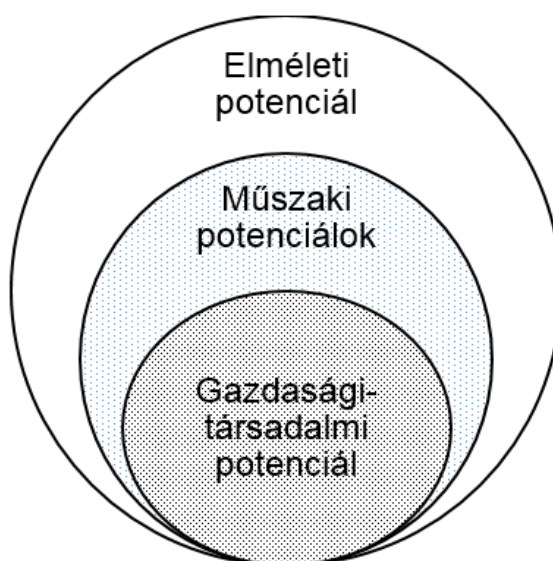 Elméleti
potenciál
Műszaki
potenciálok
Gazdasági-
társadalmi
potenciál